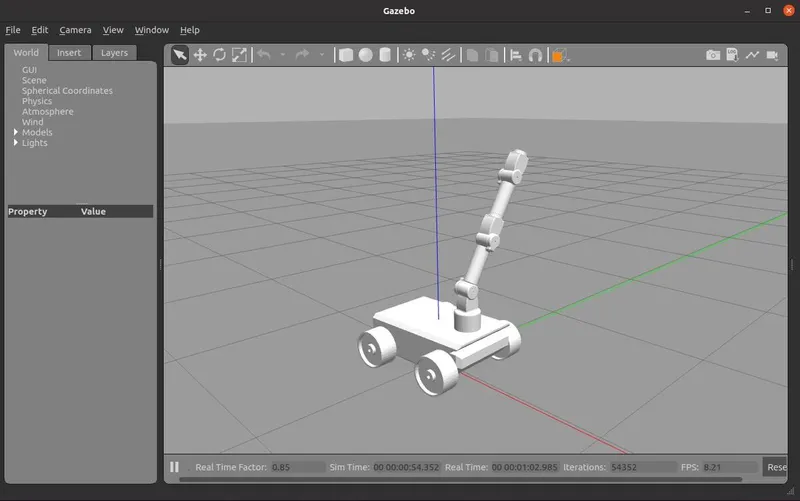 Gazebo
File Edit Camera View Window Help
World Insert Layers
GUI
Scene
Spherical Coordinates
Physics
Atmosphere
Wind
Models
Lights
Property Value
Real Time Factor: 0.85 Sim Time: 00 00:00:54.352 Real Time: 00 00:01:02.985 Iterations: 54352 FPS: 8.21 Rese